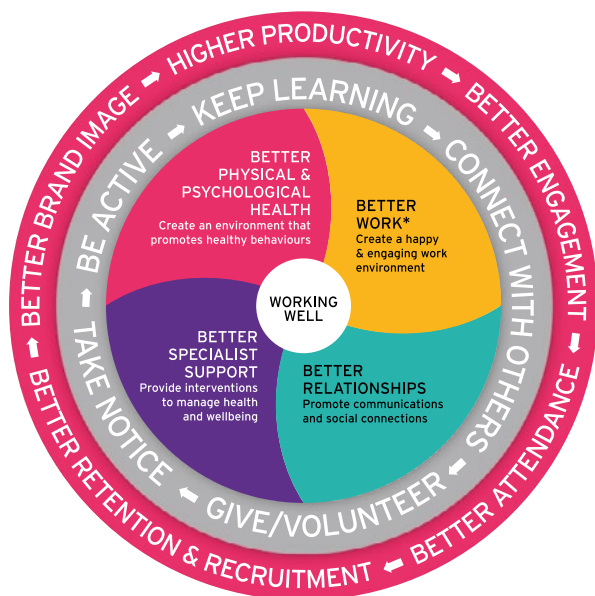 HIGHER PRODUCTIVITY
BETTER ENGAGEMENT
BETTER ATTENDANCE
BETTER RETENTION & RECRUITMENT
BETTER BRAND IMAGE
KEEP LEARNING
CONNECT WITH OTHERS
GIVE/VOLUNTEER
TAKE NOTICE
BE ACTIVE
BETTER
PHYSICAL &
PSYCHOLOGICAL
HEALTH
Create an environment that
promotes healthy behaviours
BETTER
WORK*
Create a happy
& engaging work
environment
WORKING
WELL
BETTER
SPECIALIST
SUPPORT
Provide interventions
to manage health
and wellbeing
BETTER
RELATIONSHIPS
Promote communications
and social connections